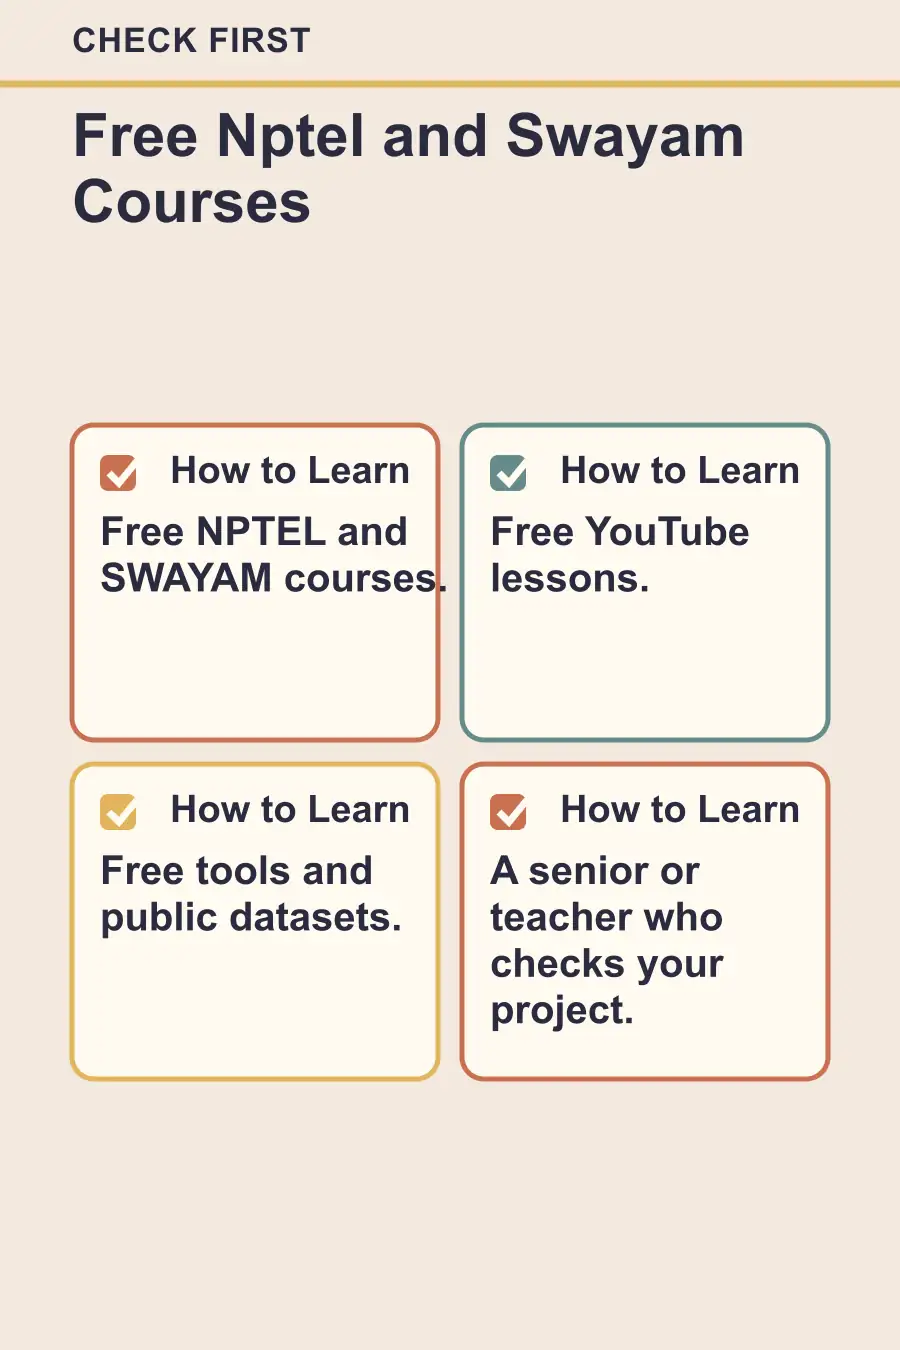 CHECK FIRST
Free Nptel and Swayam
Courses
How to Learn
Free NPTEL and
SWAYAM courses.
How to Learn
Free YouTube
lessons.
How to Learn
Free tools and
public datasets.
How to Learn
A senior or
teacher who
checks your
project.